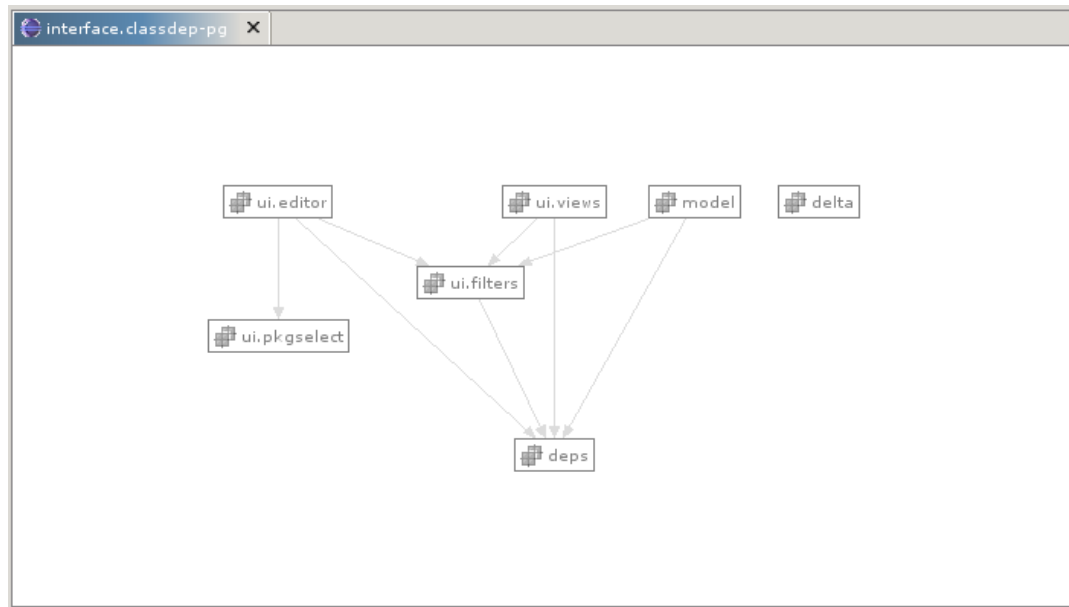 interface.classdep-pg
ui.editor
ui.views
model
delta
ui.filters
ui.pkgselect
deps